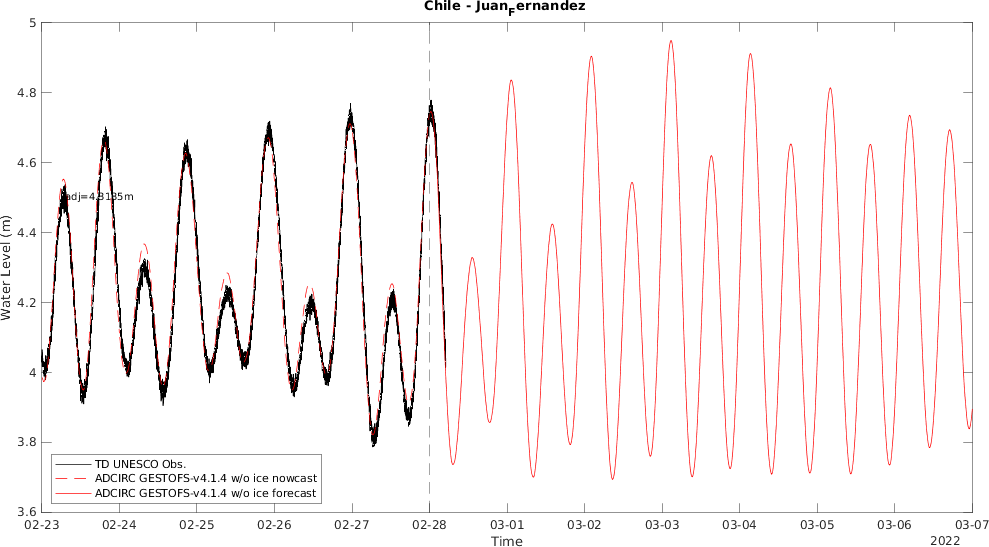 Chile - Juan_Fernandez
5
4.8
4.6
4.4
4.2
4
3.8
3.6
Water Level (m)
adj=4.3135m
TD UNESCO Obs.
ADCIRC GESTOFS-v4.1.4 w/o ice nowcast
ADCIRC GESTOFS-v4.1.4 w/o ice forecast
02-23 02-24 02-25 02-26 02-27 02-28 03-01 03-02 03-03 03-04 03-05 03-06 03-07
Time
2022